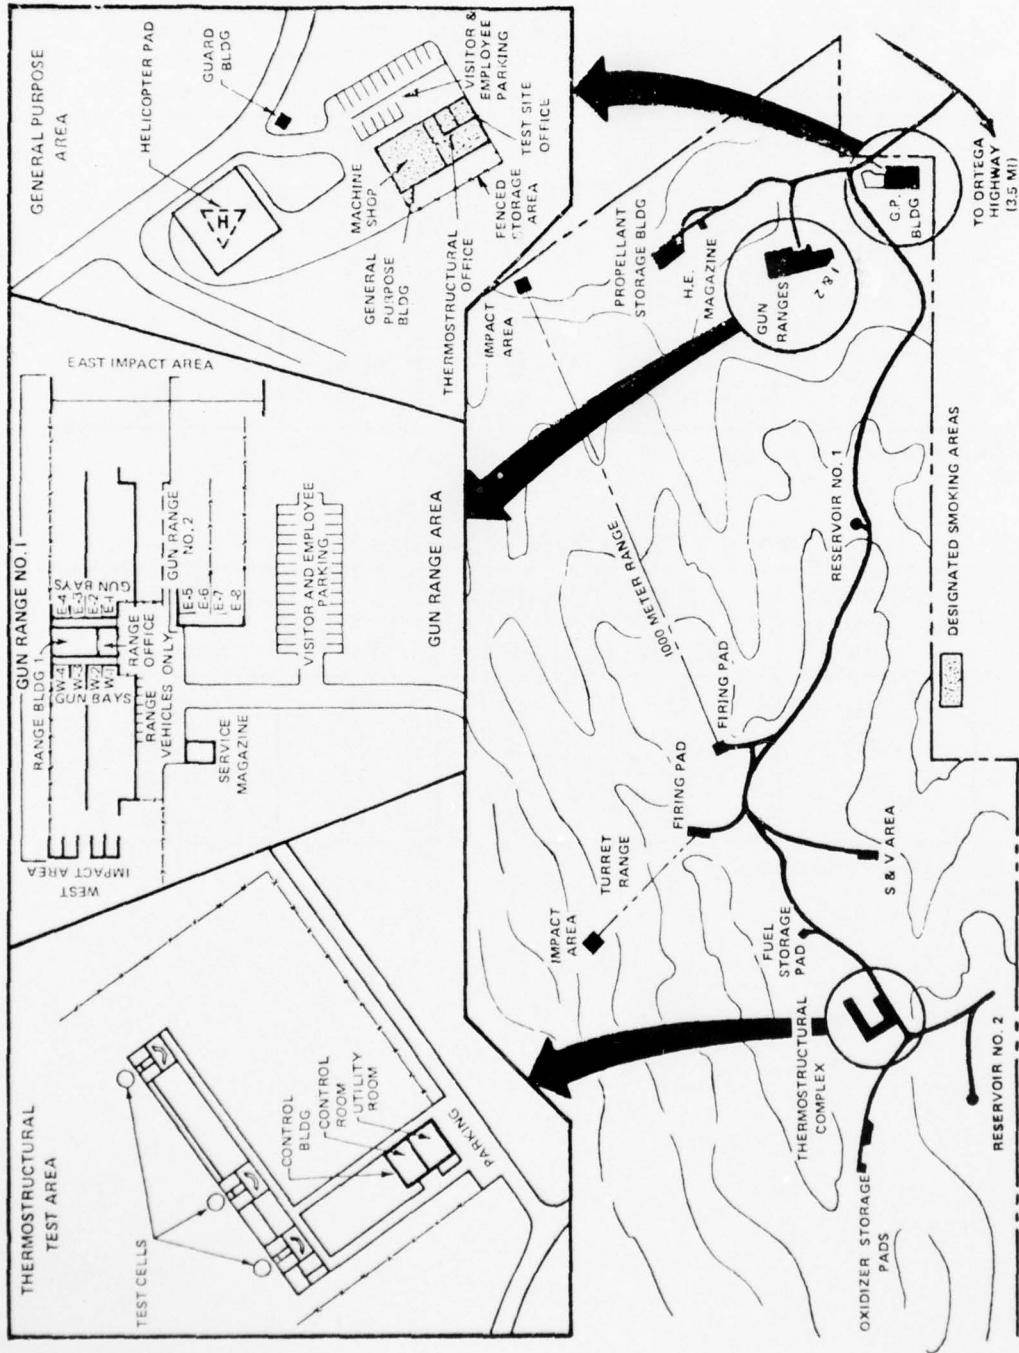 THERMOSTRUCTURAL
TEST AREA
TEST CELLS
CONTROL
BLDG
CONTROL
ROOM
UTILITY
ROOM
PARKING
WEST
IMPACT AREA
GUN RANGE NO. 1
RANGE BLDG 1
W-4
W-3
W-2
W-1
GUN BAYS
E-4
E-3
E-2
E-1
GUN BAYS
RANGE
OFFICE
RANGE
VEHICLES ONLY
SERVICE
MAGAZINE
GUN RANGE
NO. 2
E-5
E-6
E-7
E-8
EAST IMPACT AREA
VISITOR AND EMPLOYEE
PARKING
GUN RANGE AREA
GENERAL PURPOSE
AREA
HELICOPTER PAD
H
GUARD
BLDG
MACHINE
SHOP
GENERAL
PURPOSE
BLDG
VISITOR &
EMPLOYEE
PARKING
THERMOSTRUCTURAL
OFFICE
FENCED
STORAGE
AREA
TEST SITE
OFFICE
IMPACT
AREA
PROPELLANT
STORAGE BLDG
H.E.
MAGAZINE
GUN
RANGES
1 & 2
G.P.
BLDG
TO ORTEGA
HIGHWAY
(3.5 MI)
1000 METER RANGE
FIRING PAD
FIRING PAD
TURRET
RANGE
IMPACT
AREA
RESERVOIR NO. 1
DESIGNATED SMOKING AREAS
S & V AREA
FUEL
STORAGE
PAD
THERMOSTRUCTURAL
COMPLEX
OXIDIZER STORAGE
PADS
RESERVOIR NO. 2